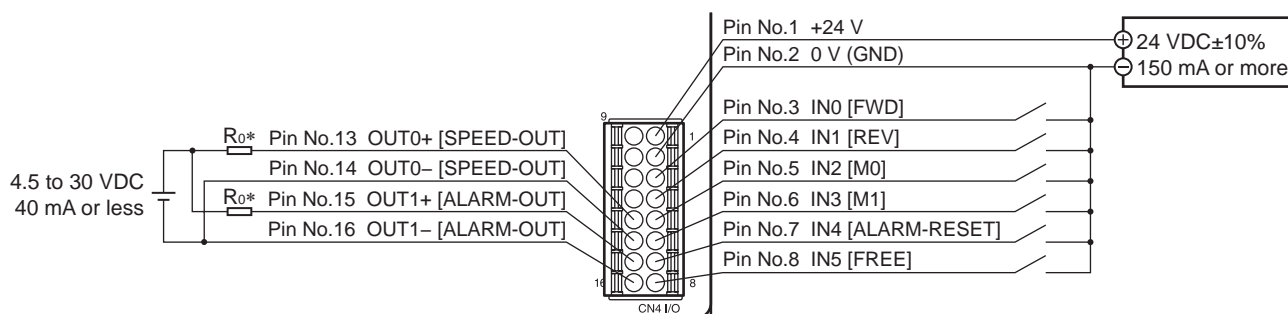 Pin No.1 +24 V
Pin No.2 0 V (GND)
24 VDC±10%
150 mA or more
Pin No.3 IN0 [FWD]
Pin No.4 IN1 [REV]
Pin No.5 IN2 [M0]
Pin No.6 IN3 [M1]
Pin No.7 IN4 [ALARM-RESET]
Pin No.8 IN5 [FREE]
9
1
R0* Pin No.13 OUT0+ [SPEED-OUT]
Pin No.14 OUT0− [SPEED-OUT]
R0* Pin No.15 OUT1+ [ALARM-OUT]
Pin No.16 OUT1− [ALARM-OUT]
4.5 to 30 VDC
40 mA or less
16
8
CN4 I/O